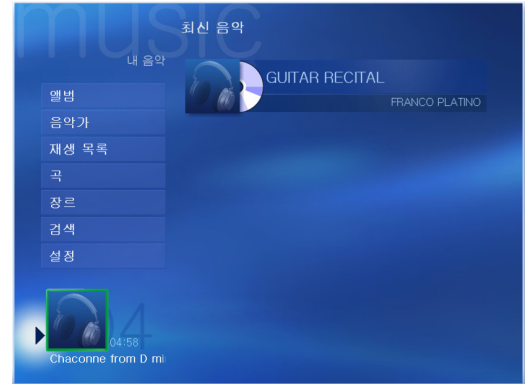 music
최신 음악
내 음악
GUITAR RECITAL
FRANCO PLATINO
앨범
음악가
재생 목록
곡
장르
검색
설정
04
04:58
Chaconne from D mi